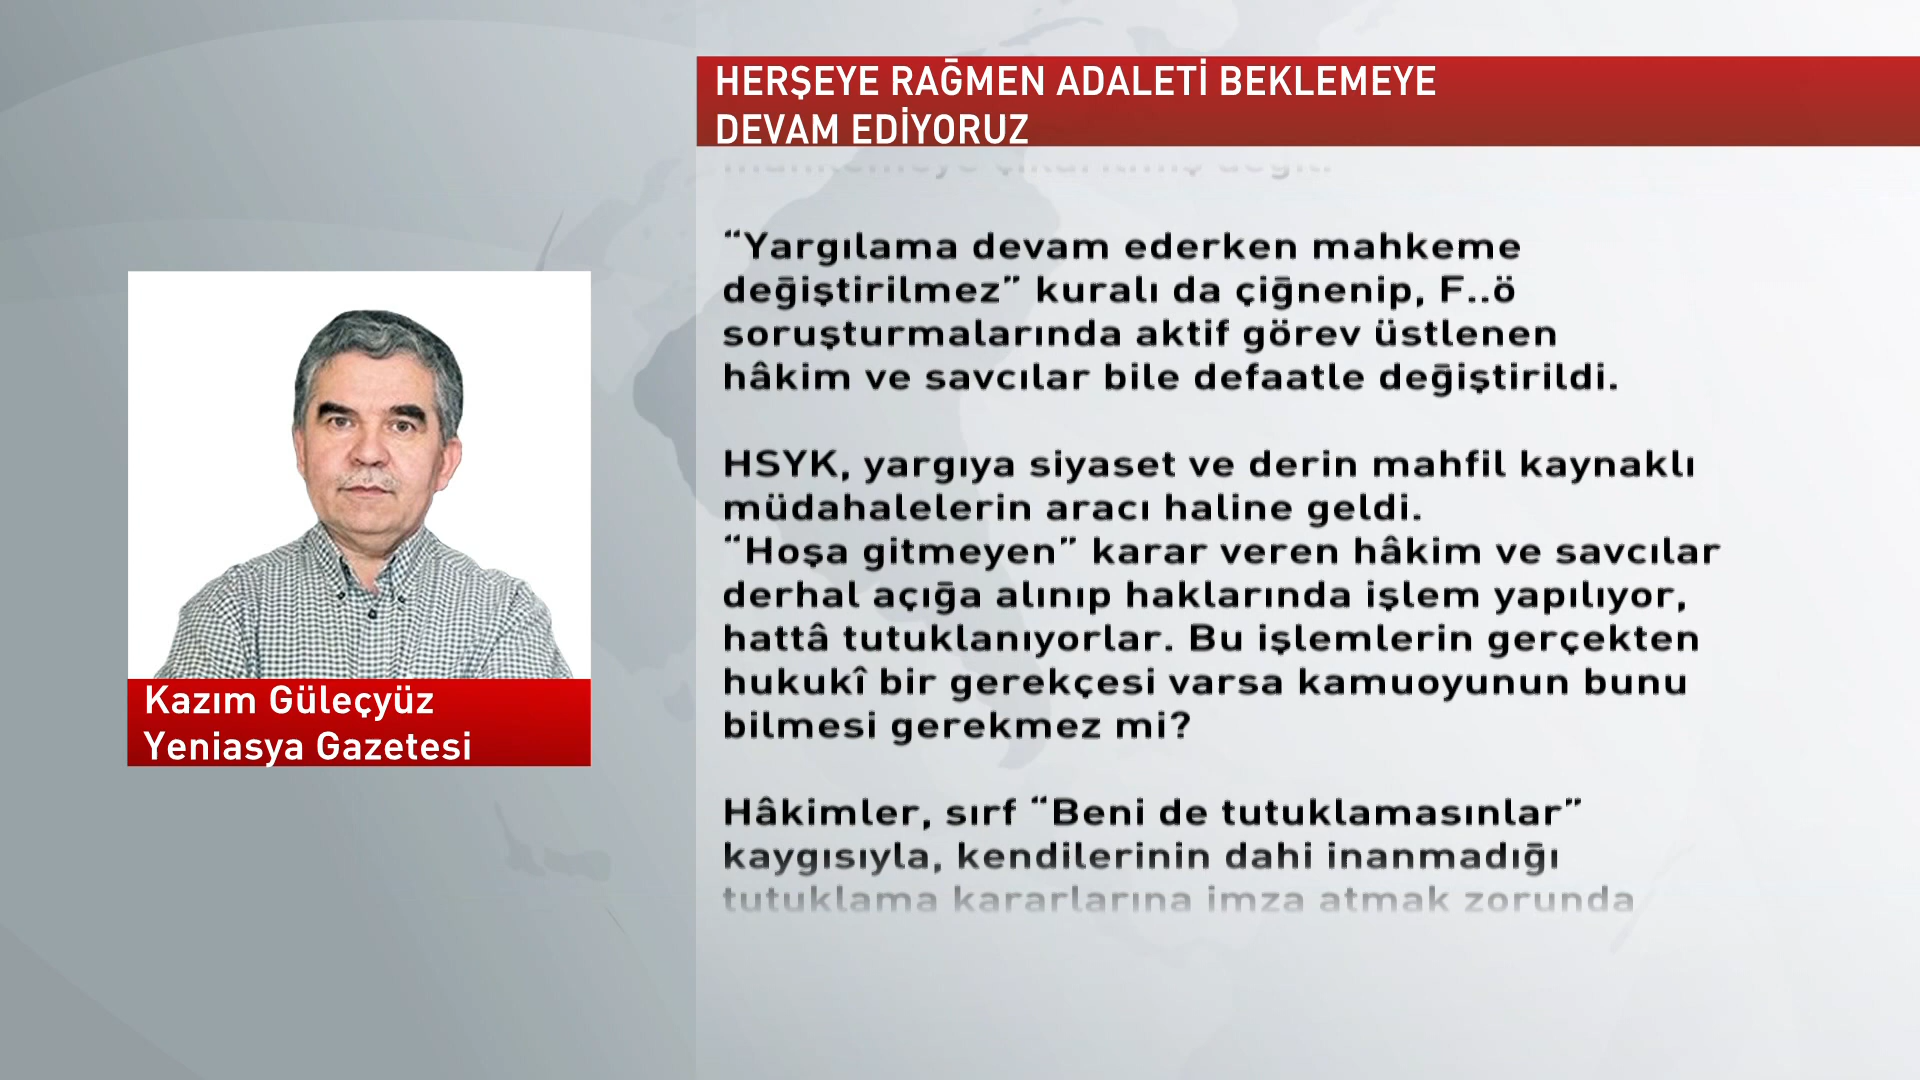 HERŞEYE RAĞMEN ADALETİ BEKLEMEYE
DEVAM EDİYORUZ
“Yargılama devam ederken mahkeme
değiştirilmez” kuralı da çiğnenip, F..ö
soruşturmalarında aktif görev üstlenen
hâkim ve savcılar bile defaatle değiştirildi.
HSYK, yargıya siyaset ve derin mahfil kaynaklı
müdahalelerin aracı haline geldi.
“Hoşa gitmeyen” karar veren hâkim ve savcılar
derhal açığa alınıp haklarında işlem yapılıyor,
hattâ tutuklanıyorlar. Bu işlemlerin gerçekten
hukukî bir gerekçesi varsa kamuoyunun bunu
bilmesi gerekmez mi?
Hâkimler, sırf “Beni de tutuklamasınlar”
kaygısıyla, kendilerinin dahi inanmadığı
tutuklama kararlarına imza atmak zorunda
Kazım Güleçyüz
Yeniasya Gazetesi